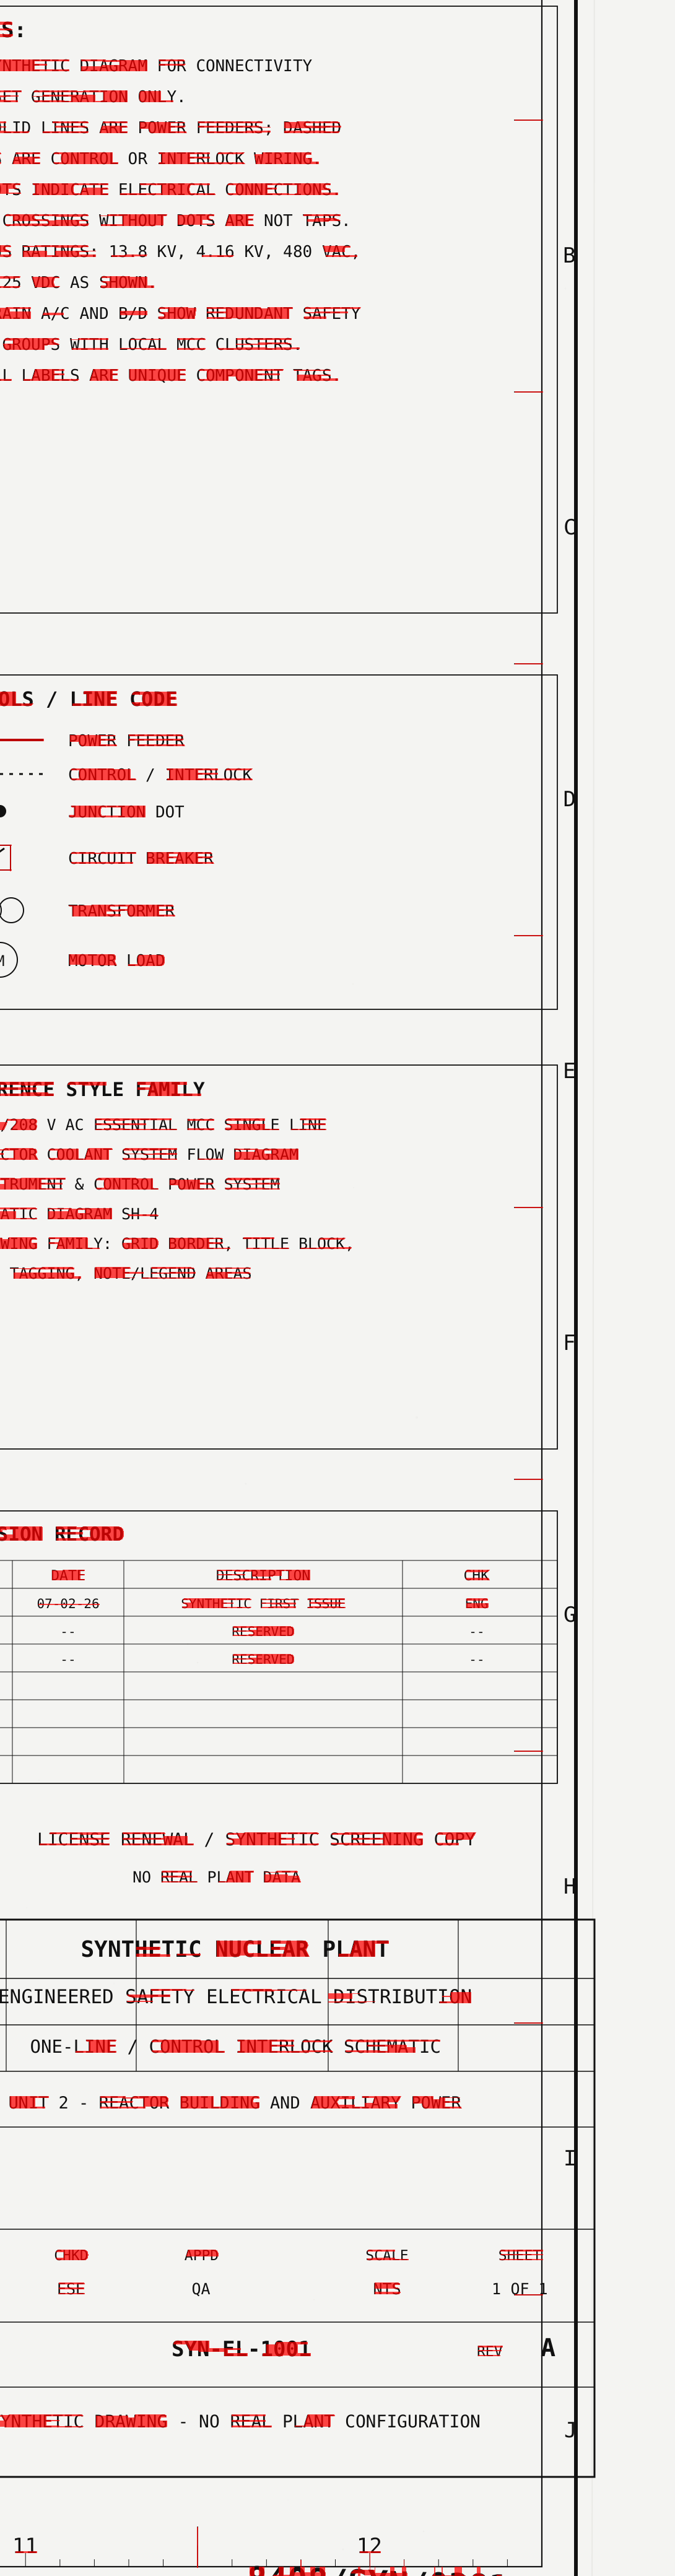 S:
NTHETIC DIAGRAM FOR CONNECTIVITY
ET GENERATION ONLY.
LID LINES ARE POWER FEEDERS; DASHED
ARE CONTROL OR INTERLOCK WIRING.
TS INDICATE ELECTRICAL CONNECTIONS.
CROSSINGS WITHOUT DOTS ARE NOT TAPS.
S RATINGS: 13.8 KV, 4.16 KV, 480 VAC,
25 VDC AS SHOWN.
AIN A/C AND B/D SHOW REDUNDANT SAFETY
GROUPS WITH LOCAL MCC CLUSTERS.
L LABELS ARE UNIQUE COMPONENT TAGS.
B
C
OLS / LINE CODE
POWER FEEDER
CONTROL / INTERLOCK
JUNCTION DOT
D
CIRCUIT BREAKER
TRANSFORMER
M
MOTOR LOAD
E
RENCE STYLE FAMILY
/208 V AC ESSENTIAL MCC SINGLE LINE
CTOR COOLANT SYSTEM FLOW DIAGRAM
TRUMENT & CONTROL POWER SYSTEM
ATIC DIAGRAM SH-4
WING FAMILY: GRID BORDER, TITLE BLOCK,
TAGGING, NOTE/LEGEND AREAS
F
SION RECORD
DATE DESCRIPTION CHK
07-02-26 SYNTHETIC FIRST ISSUE ENG
G
-- RESERVED --
-- RESERVED --
LICENSE RENEWAL / SYNTHETIC SCREENING COPY
NO REAL PLANT DATA
H
SYNTHETIC NUCLEAR PLANT
ENGINEERED SAFETY ELECTRICAL DISTRIBUTION
ONE-LINE / CONTROL INTERLOCK SCHEMATIC
UNIT 2 - REACTOR BUILDING AND AUXILIARY POWER
I
CHKD APPD SCALE SHEET
ESE QA NTS 1 OF 1
SYN-EL-1001 REV A
YNTHETIC DRAWING - NO REAL PLANT CONFIGURATION
J
11 12